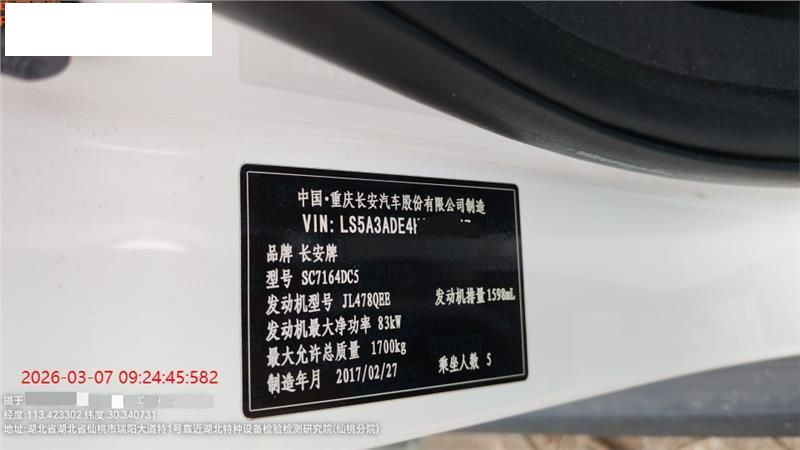 中国·重庆长安汽车股份有限公司制造
VIN: LS5A3ADE4
品牌 长安牌
型号 SC7164DC5
发动机型号 JL478QEE 发动机排量1598mL
发动机最大净功率 83kW
最大允许总质量 1700kg
制造年月 2017/02/27 乘坐人数 5
2026-03-07 09:24:45:582
摄于
经度:113.423302 纬度:30.340731
地址:湖北省湖北省仙桃市瑞阳大道特1号靠近湖北特种设备检验检测研究院(仙桃分院)